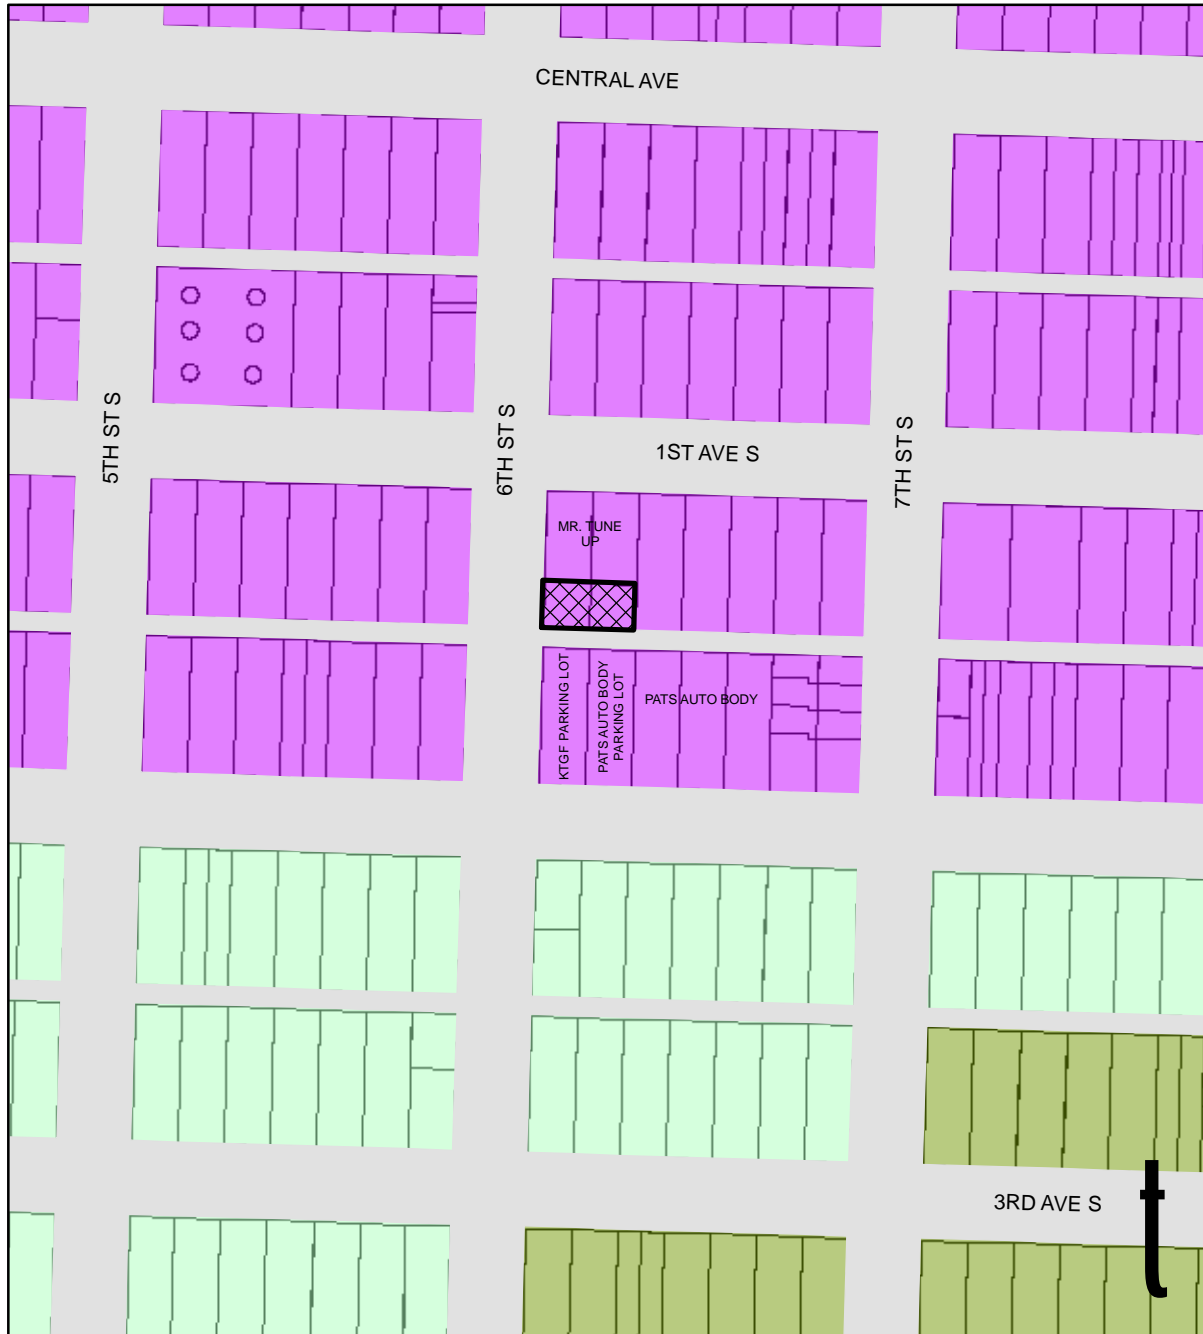 CENTRAL AVE
5TH ST S
6TH ST S
1ST AVE S
7TH ST S
MR. TUNE
UP
KTGF PARKING LOT
PATS AUTO BODY
PARKING LOT
PATS AUTO BODY
3RD AVE S
t